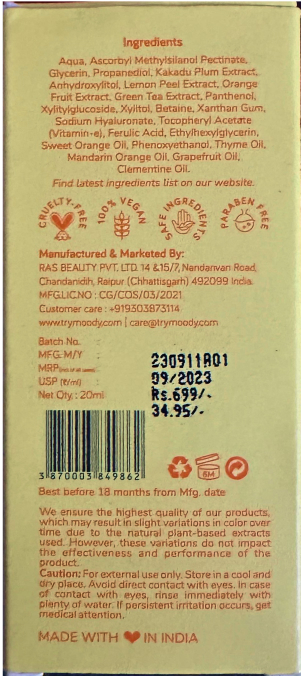 Ingredients
Aqua, Ascorbyl Methylsilanol Pectinate,
Glycerin, Propanediol, Kakadu Plum Extract,
Anhydroxylitol, Lemon Peel Extract, Orange
Fruit Extract, Green Tea Extract, Panthenol,
Xylitylglucoside, Xylitol, Betaine, Xanthan Gum,
Sodium Hyaluronate, Tocopheryl Acetate
(Vitamin-e), Ferulic Acid, Ethylhexylglycerin,
Sweet Orange Oil, Phenoxyethanol, Thyme Oil,
Mandarin Orange Oil, Grapefruit Oil,
Clementine Oil.
Find latest ingredients list on our website.
CRUELTY-FREE
100% VEGAN
SAFE INGREDIENTS
PARABEN FREE
Manufactured & Marketed By:
RAS BEAUTY PVT. LTD. 14 &15/7, Nandanvan Road,
Chandanidih, Raipur (Chhattisgarh) 492099 India.
MFG.LIC.NO : CG/COS/03/2021
Customer care : +919303873114
www.trymoody.com | care@trymoody.com
Batch No. : 230911A01
MFG. M/Y : 09/2023
MRP(incl. of all taxes) : Rs.699/-
USP (₹/ml) : 34.95/-
Net Qty. : 20ml
3 870003 849862
6M
Best before 18 months from Mfg. date
We ensure the highest quality of our products,
which may result in slight variations in color over
time due to the natural plant-based extracts
used. However, these variations do not impact
the effectiveness and performance of the
product.
Caution: For external use only. Store in a cool and
dry place. Avoid direct contact with eyes. In case
of contact with eyes, rinse immediately with
plenty of water. If persistent irritation occurs, get
medical attention.
MADE WITH ❤ IN INDIA